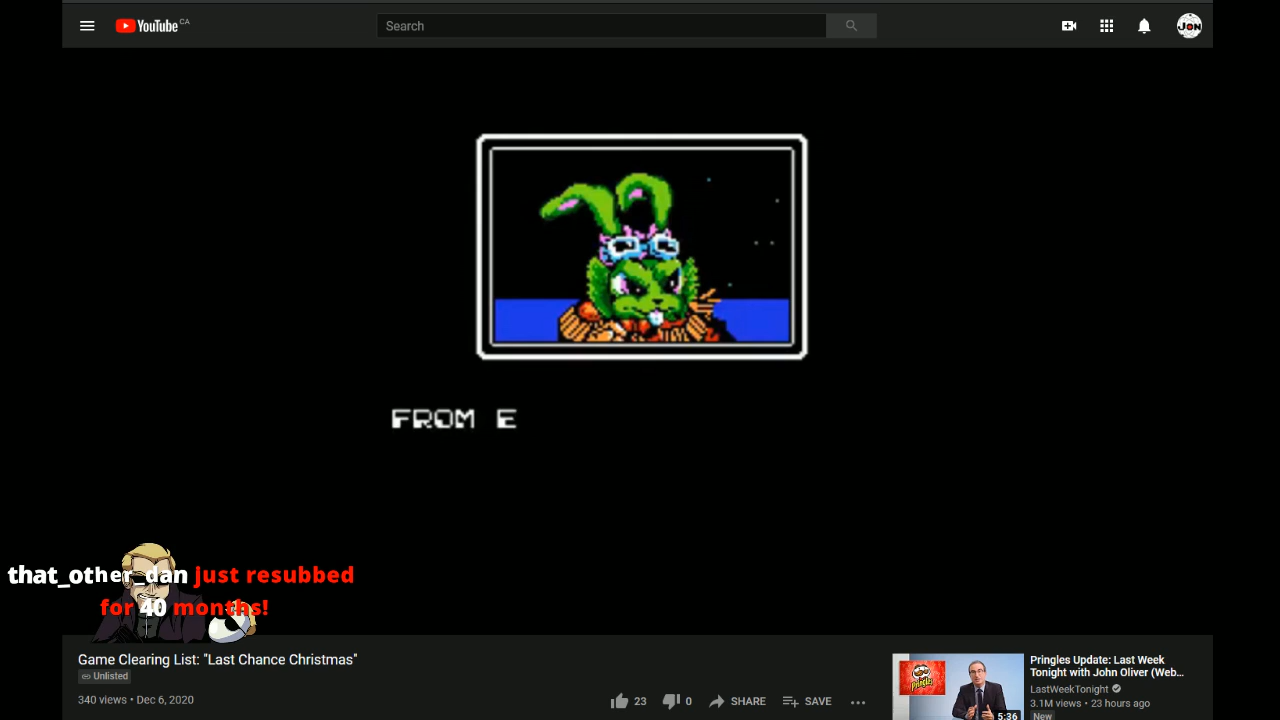 YouTube CA
Search
JON
FROM E
that_other_dan just resubbed
for 40 months!
Game Clearing List: "Last Chance Christmas"
Unlisted
340 views • Dec 6, 2020
23
0
SHARE
SAVE
Pringles
5:36
Pringles Update: Last Week
Tonight with John Oliver (Web...
LastWeekTonight
3.1M views • 23 hours ago
New